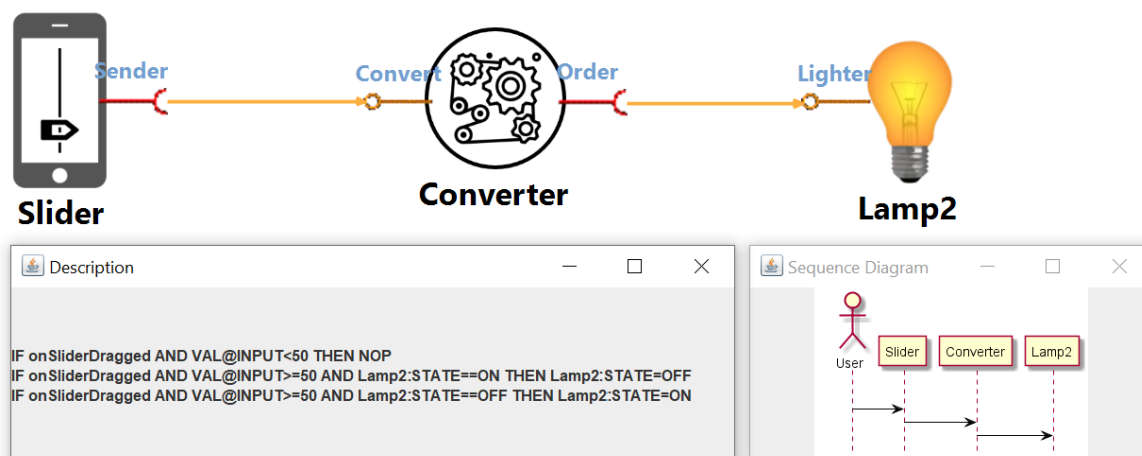 Sender
Convert
Order
Lighter
Slider
Converter
Lamp2
Description
IF onSliderDragged AND VAL@INPUT<50 THEN NOP
IF onSliderDragged AND VAL@INPUT>=50 AND Lamp2:STATE==ON THEN Lamp2:STATE=OFF
IF onSliderDragged AND VAL@INPUT>=50 AND Lamp2:STATE==OFF THEN Lamp2:STATE=ON
Sequence Diagram
User
Slider
Converter
Lamp2